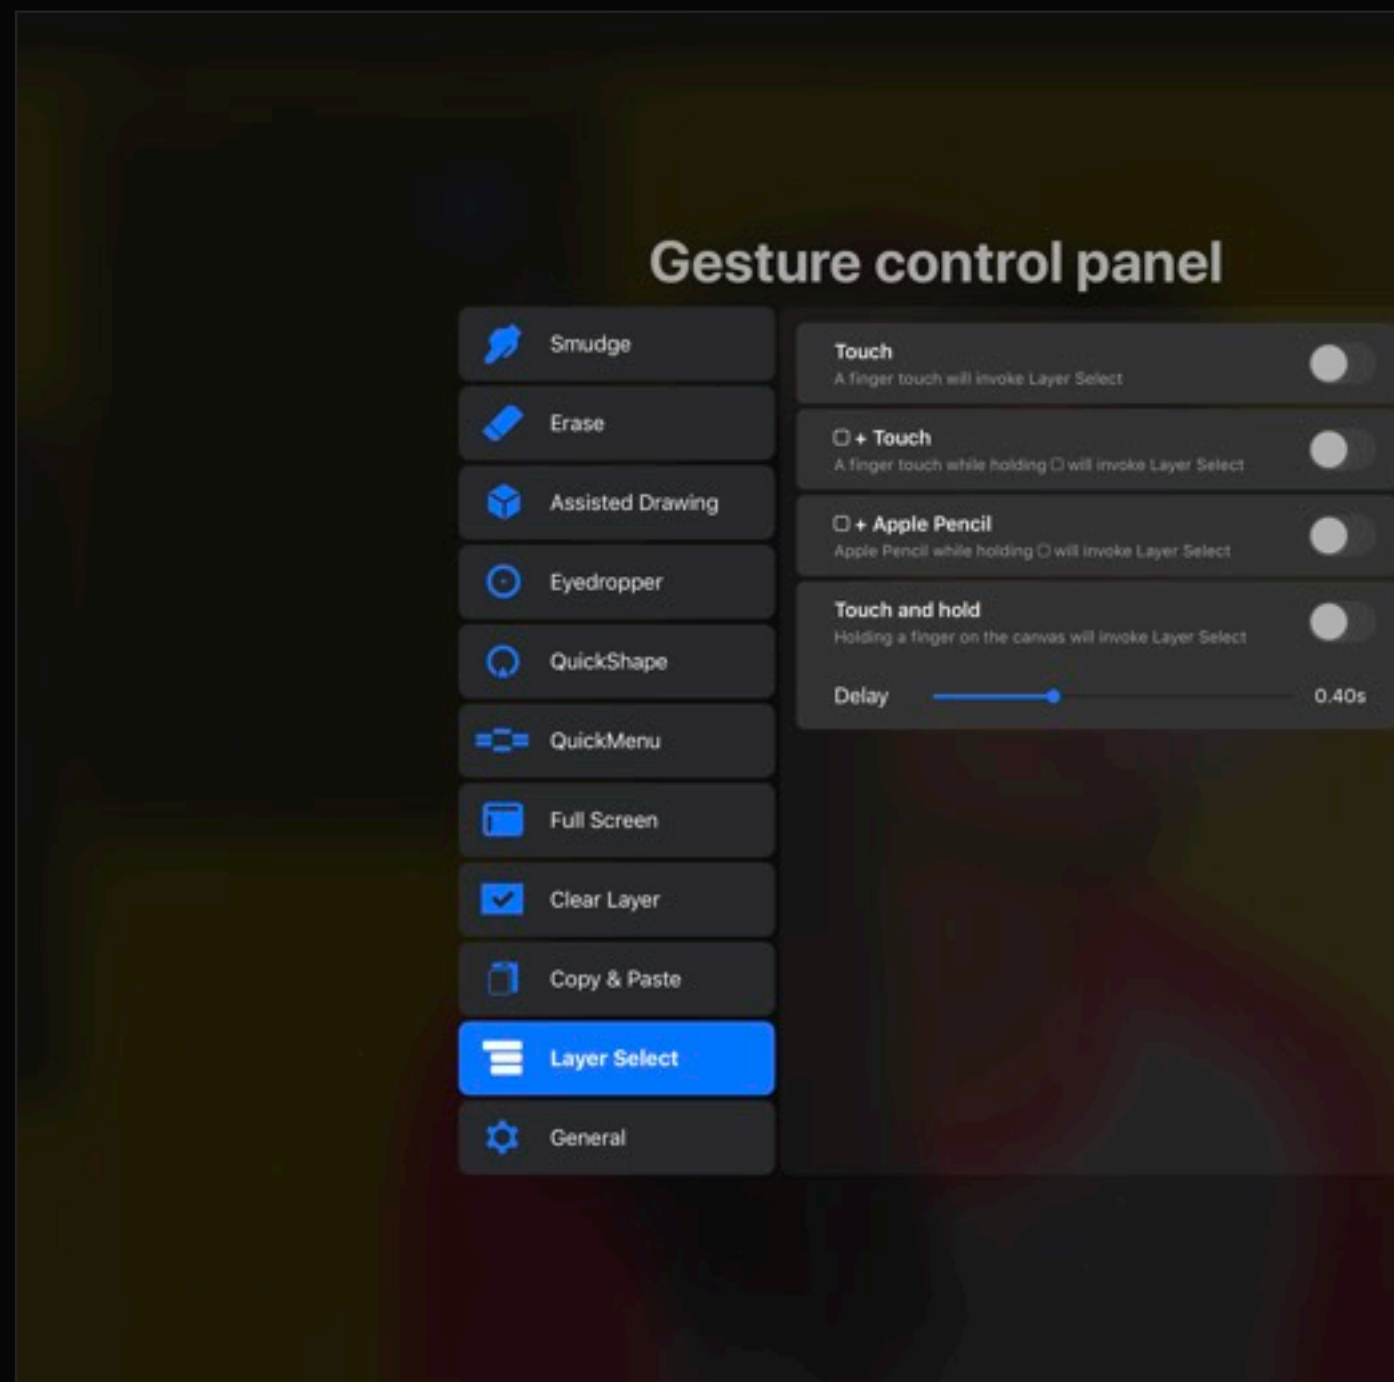 Gesture control panel
Smudge
Erase
Assisted Drawing
Eyedropper
QuickShape
QuickMenu
Full Screen
Clear Layer
Copy & Paste
Layer Select
General
Touch
A finger touch will invoke Layer Select
▢ + Touch
A finger touch while holding ▢ will invoke Layer Select
▢ + Apple Pencil
Apple Pencil while holding ▢ will invoke Layer Select
Touch and hold
Holding a finger on the canvas will invoke Layer Select
Delay 0.40s